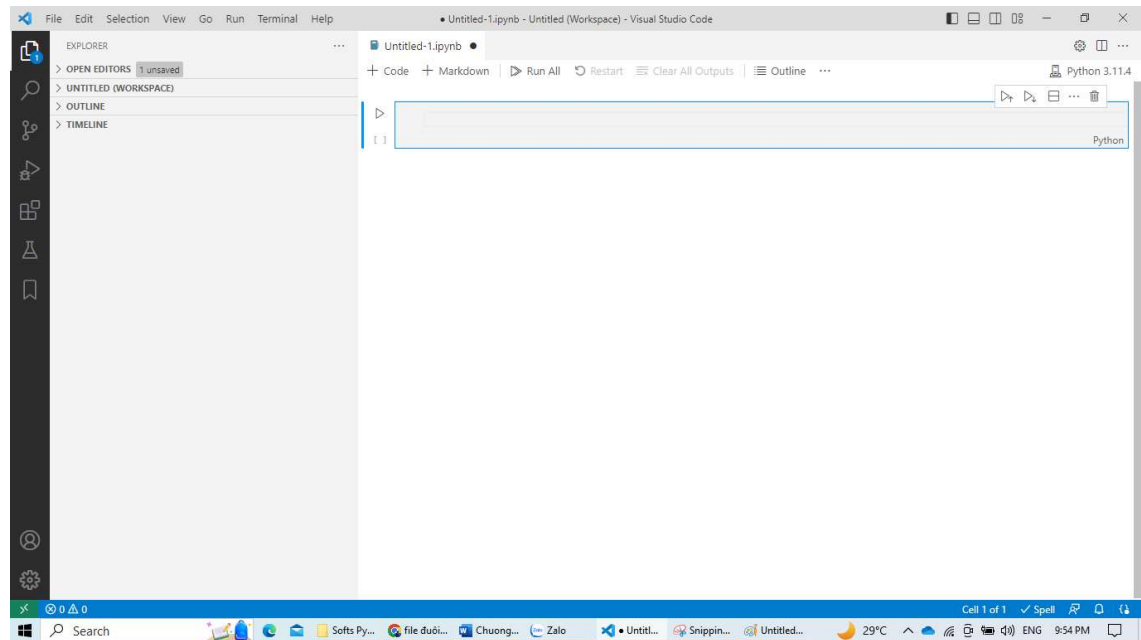 File Edit Selection View Go Run Terminal Help
● Untitled-1.ipynb - Untitled (Workspace) - Visual Studio Code
EXPLORER ···
> OPEN EDITORS 1 unsaved
> UNTITLED (WORKSPACE)
> OUTLINE
> TIMELINE
1
Untitled-1.ipynb ●
+ Code + Markdown Run All Restart Clear All Outputs Outline ···
Python 3.11.4
[ ]
Python
0 0
Cell 1 of 1 Spell
Search
Softs Py... file đuôi... Chuong... Zalo ● Untitl... Snippin... Untitled...
29°C ENG 9:54 PM